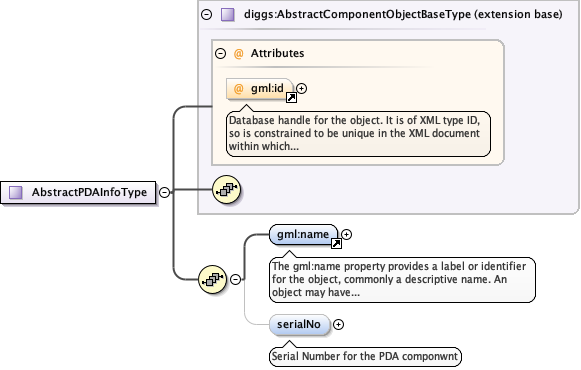 diggs:AbstractComponentObjectBaseType (extension base)
@ Attributes
@ gml:id
Database handle for the object. It is of XML type ID,
so is constrained to be unique in the XML document
within which...
AbstractPDAInfoType
gml:name
The gml:name property provides a label or identifier
for the object, commonly a descriptive name. An
object may have...
serialNo
Serial Number for the PDA componwnt